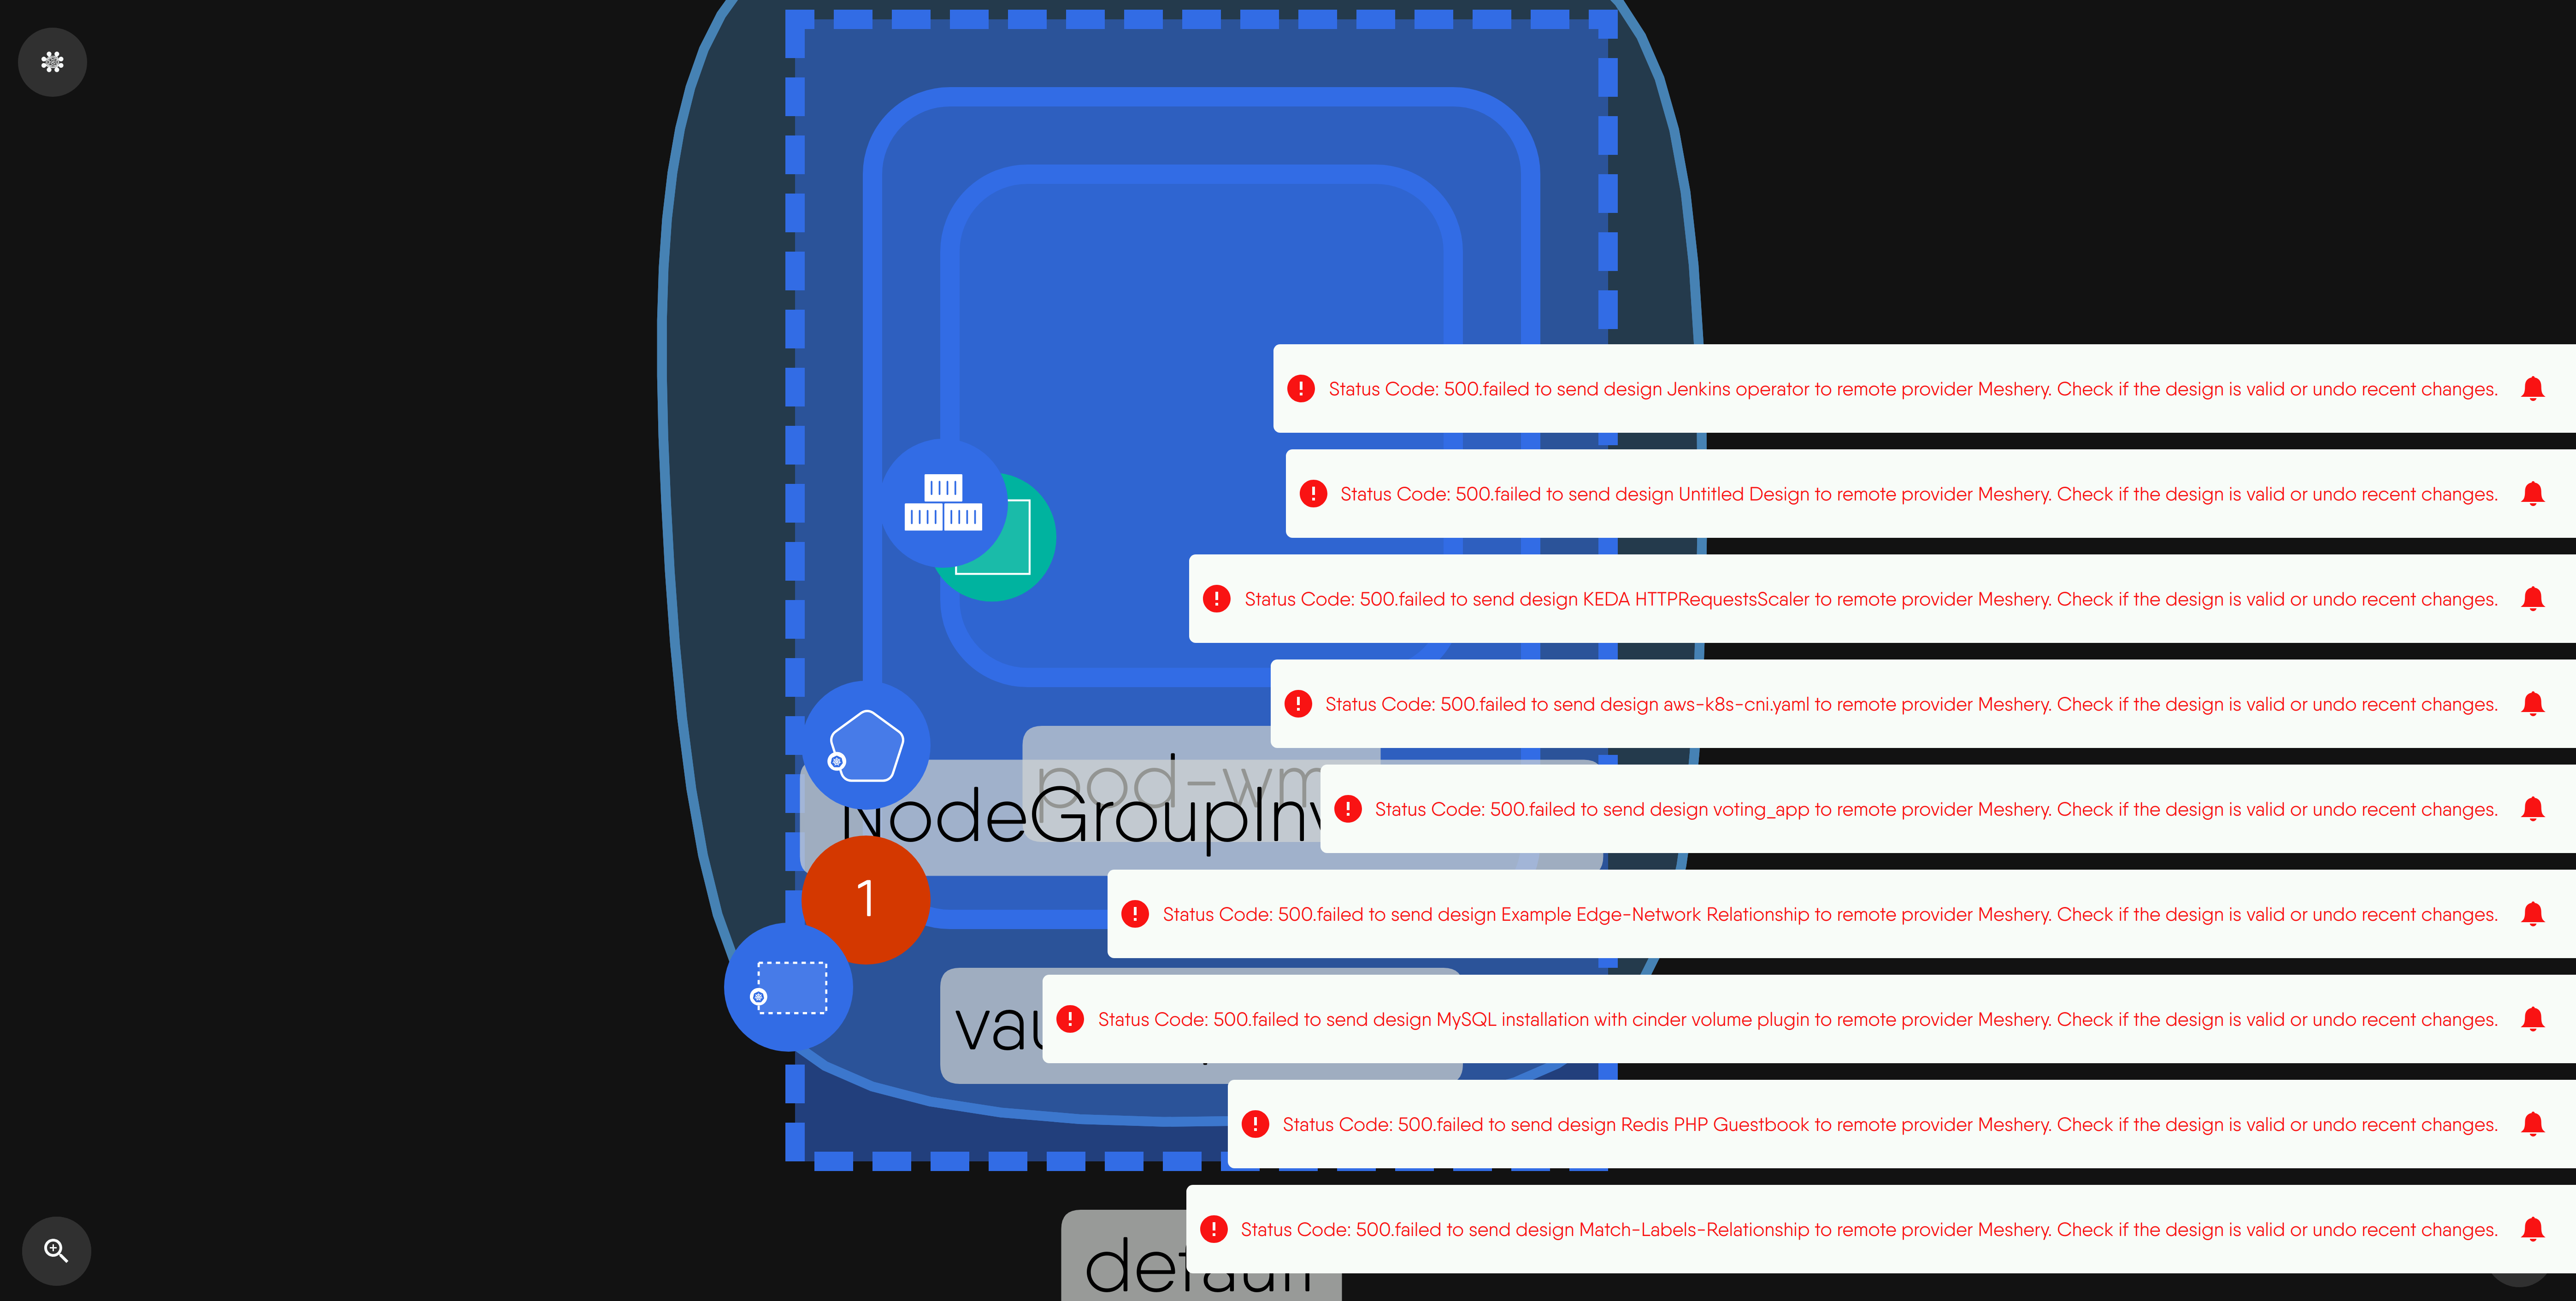 Status Code: 500.failed to send design Jenkins operator to remote provider Meshery. Check if the design is valid or undo recent changes.
Status Code: 500.failed to send design Untitled Design to remote provider Meshery. Check if the design is valid or undo recent changes.
Status Code: 500.failed to send design KEDA HTTPRequestsScaler to remote provider Meshery. Check if the design is valid or undo recent changes.
Status Code: 500.failed to send design aws-k8s-cni.yaml to remote provider Meshery. Check if the design is valid or undo recent changes.
pod-wm
NodeGroupInv
Status Code: 500.failed to send design voting_app to remote provider Meshery. Check if the design is valid or undo recent changes.
1
Status Code: 500.failed to send design Example Edge-Network Relationship to remote provider Meshery. Check if the design is valid or undo recent changes.
Status Code: 500.failed to send design MySQL installation with cinder volume plugin to remote provider Meshery. Check if the design is valid or undo recent changes.
Status Code: 500.failed to send design Redis PHP Guestbook to remote provider Meshery. Check if the design is valid or undo recent changes.
Status Code: 500.failed to send design Match-Labels-Relationship to remote provider Meshery. Check if the design is valid or undo recent changes.
default